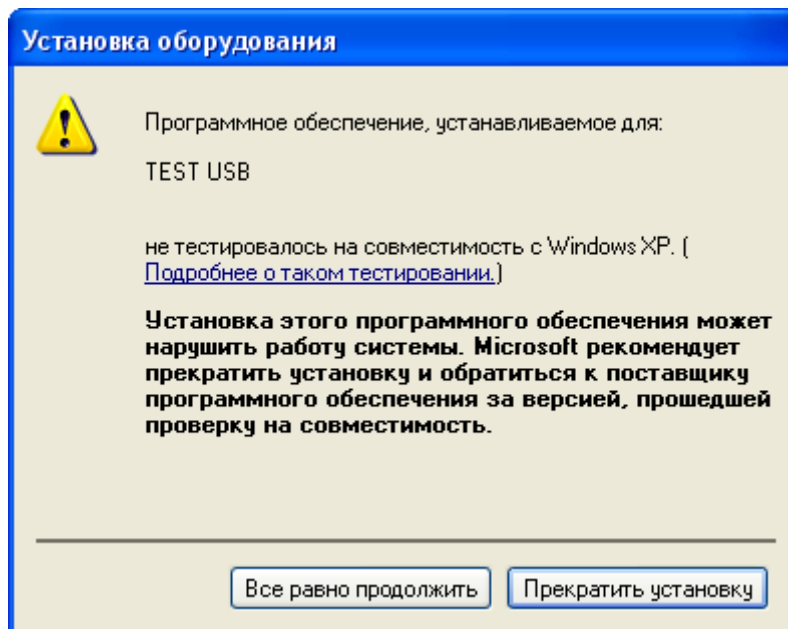 Установка оборудования
Программное обеспечение, устанавливаемое для:
TEST USB
не тестировалось на совместимость с Windows XP. (
Подробнее о таком тестировании.)
Установка этого программного обеспечения может
нарушить работу системы. Microsoft рекомендует
прекратить установку и обратиться к поставщику
программного обеспечения за версией, прошедшей
проверку на совместимость.
Все равно продолжить
Прекратить установку